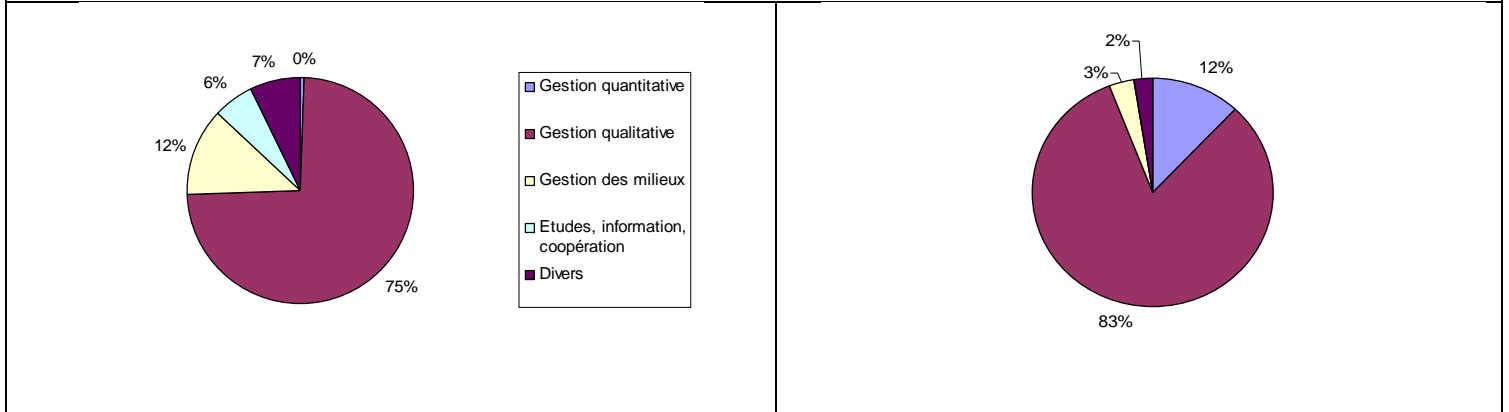 7% 0%
6%
12%
75%
Gestion quantitative
Gestion qualitative
Gestion des milieux
Etudes, information,
coopération
Divers
2%
3%
12%
83%